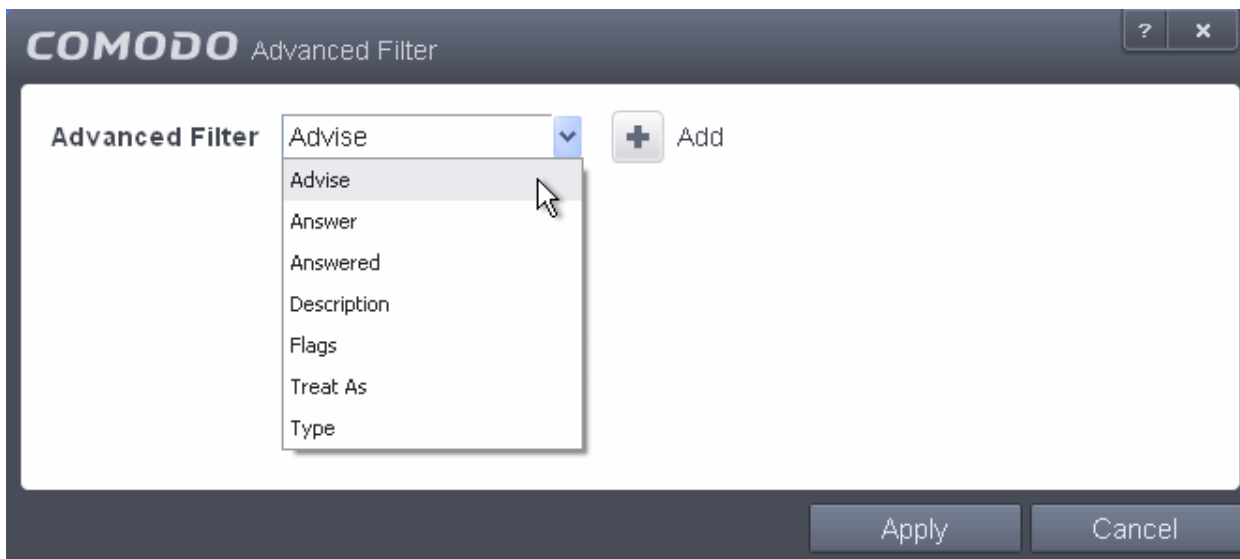 COMODO Advanced Filter ? x
Advanced Filter Advise + Add
Advise
Answer
Answered
Description
Flags
Treat As
Type
Apply Cancel